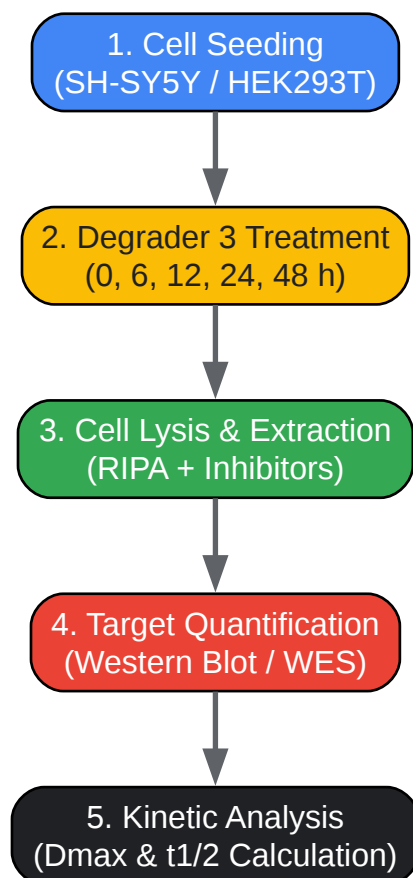 1. Cell Seeding
(SH-SY5Y / HEK293T)
2. Degrader 3 Treatment
(0, 6, 12, 24, 48 h)
3. Cell Lysis & Extraction
(RIPA + Inhibitors)
4. Target Quantification
(Western Blot / WES)
5. Kinetic Analysis
(Dmax & t1/2 Calculation)